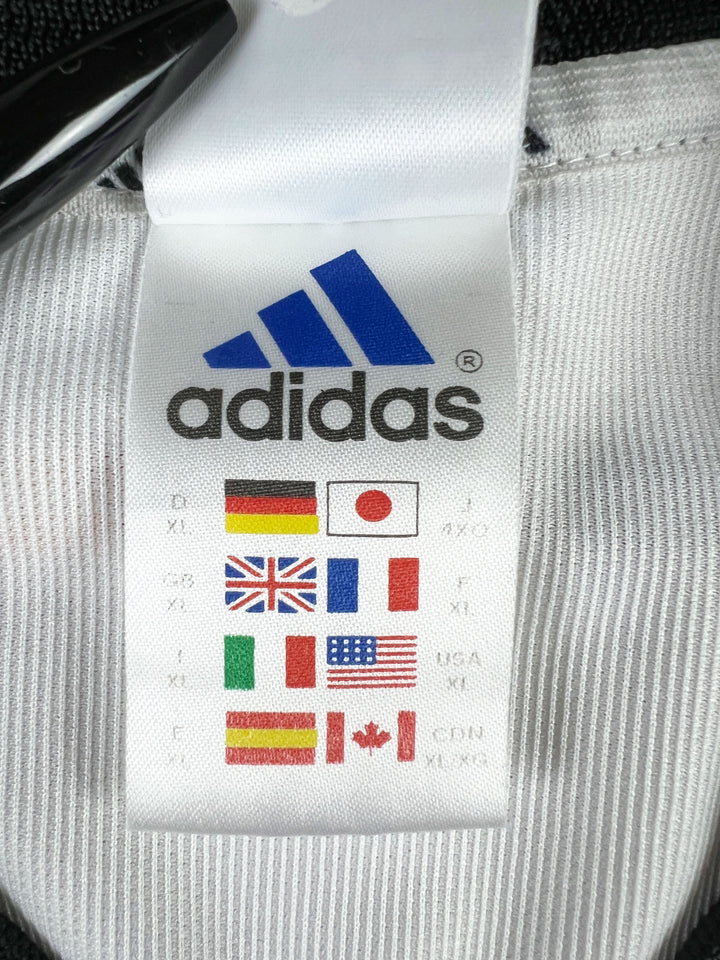 ®
adidas
D J
XL 4XO
GB F
XL XL
I USA
XL XL
E CDN
XL XL/XG